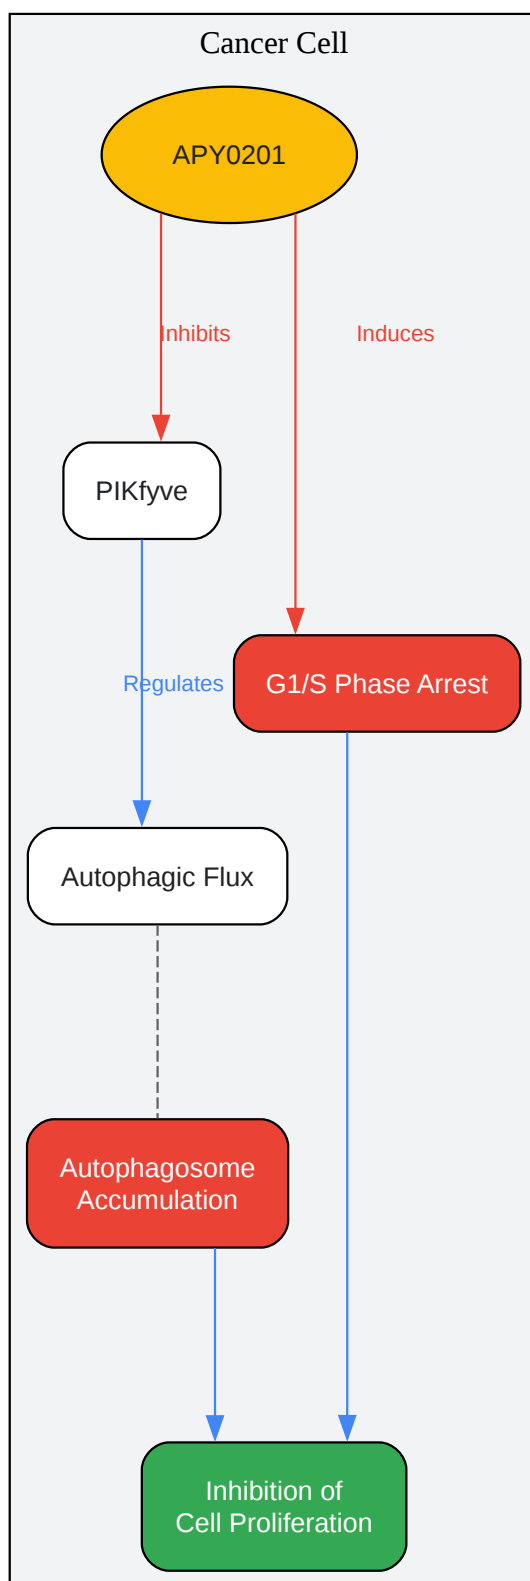 Cancer Cell
APY0201
Inhibits
Induces
PIKfyve
Regulates
G1/S Phase Arrest
Autophagic Flux
Autophagosome
Accumulation
Inhibition of
Cell Proliferation